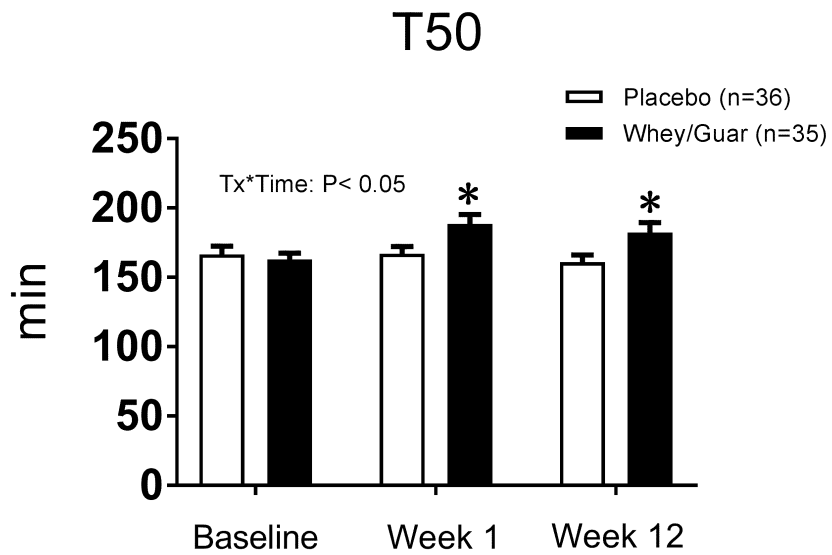 T50
Placebo (n=36)
Whey/Guar (n=35)
250
Tx*Time: P< 0.05
*
*
200
150
100
50
0
min
Baseline
Week 1
Week 12